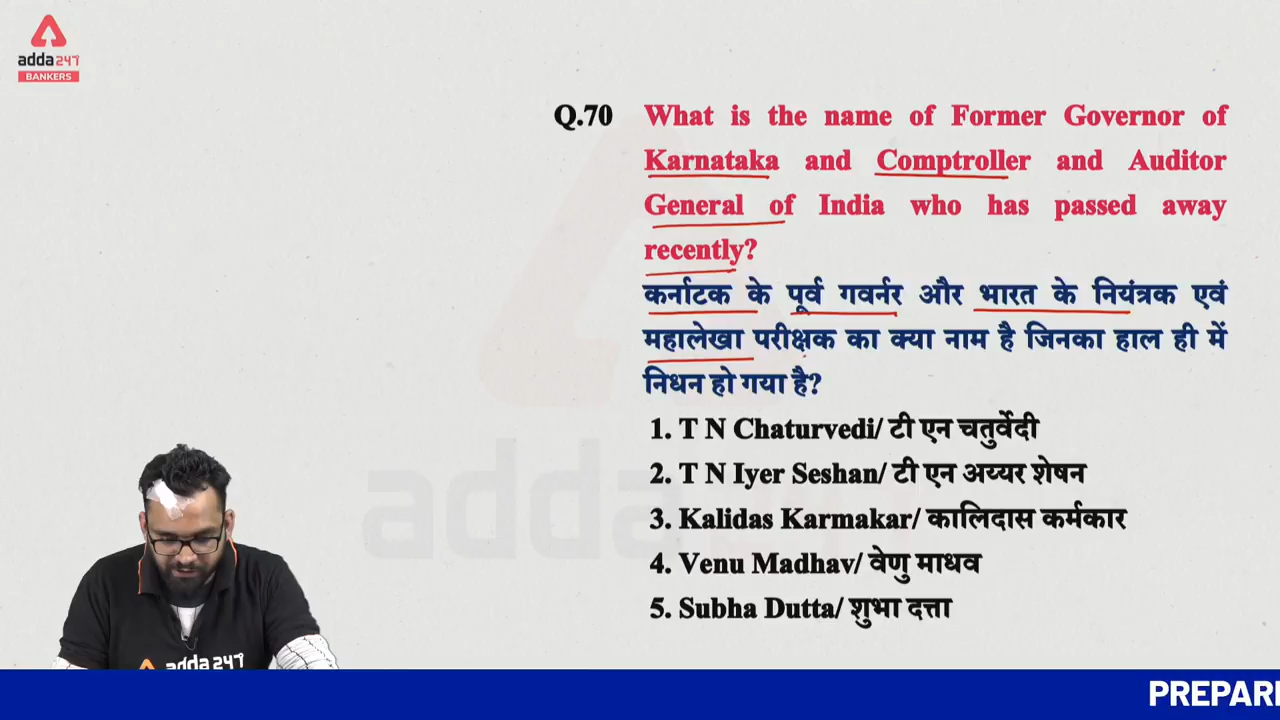 adda247
BANKERS
Q.70 What is the name of Former Governor of
Karnataka and Comptroller and Auditor
General of India who has passed away
recently?
कर्नाटक के पूर्व गवर्नर और भारत के नियंत्रक एवं
महालेखा परीक्षक का क्या नाम है जिनका हाल ही में
निधन हो गया है?
1. T N Chaturvedi/ टी एन चतुर्वेदी
2. T N Iyer Seshan/ टी एन अय्यर शेषन
3. Kalidas Karmakar/ कालिदास कर्मकार
4. Venu Madhav/ वेणु माधव
5. Subha Dutta/ शुभा दत्ता
adda247
PREPARI